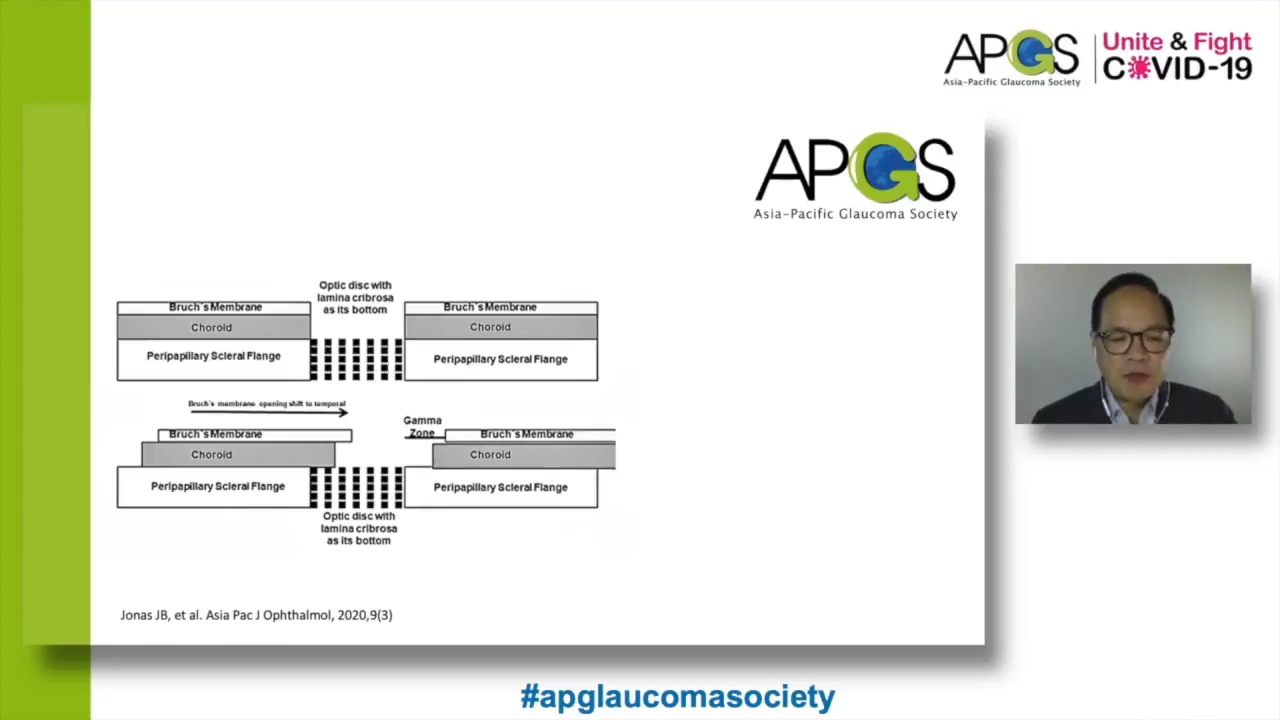 APGS
Asia-Pacific Glaucoma Society
Unite & Fight
COVID-19
APGS
Asia-Pacific Glaucoma Society
Optic disc with
lamina cribrosa
as its bottom
Bruch´s Membrane
Bruch´s Membrane
Choroid
Choroid
Peripapillary Scleral Flange
Peripapillary Scleral Flange
Bruch´s membrane opening shift to temporal
Gamma
Zone
Bruch´s Membrane
Bruch´s Membrane
Choroid
Choroid
Peripapillary Scleral Flange
Peripapillary Scleral Flange
Optic disc with
lamina cribrosa
as its bottom
Jonas JB, et al. Asia Pac J Ophthalmol, 2020,9(3)
#apglaucomasociety